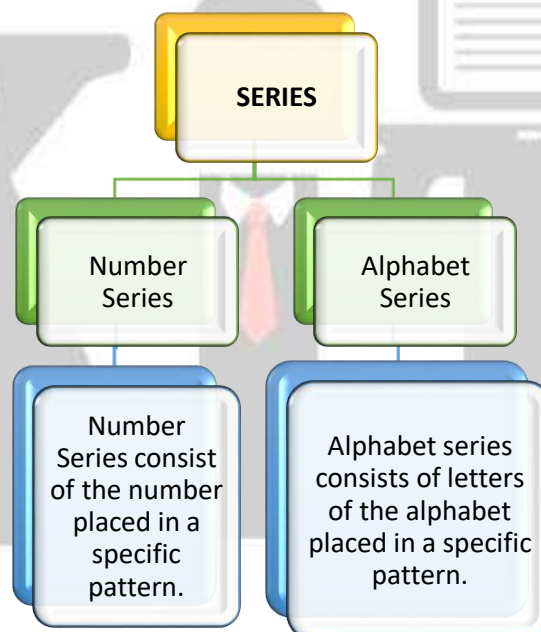 SERIES
Number
Series
Alphabet
Series
Number
Series consist
of the number
placed in a
specific
pattern.
Alphabet series
consists of letters
of the alphabet
placed in a specific
pattern.